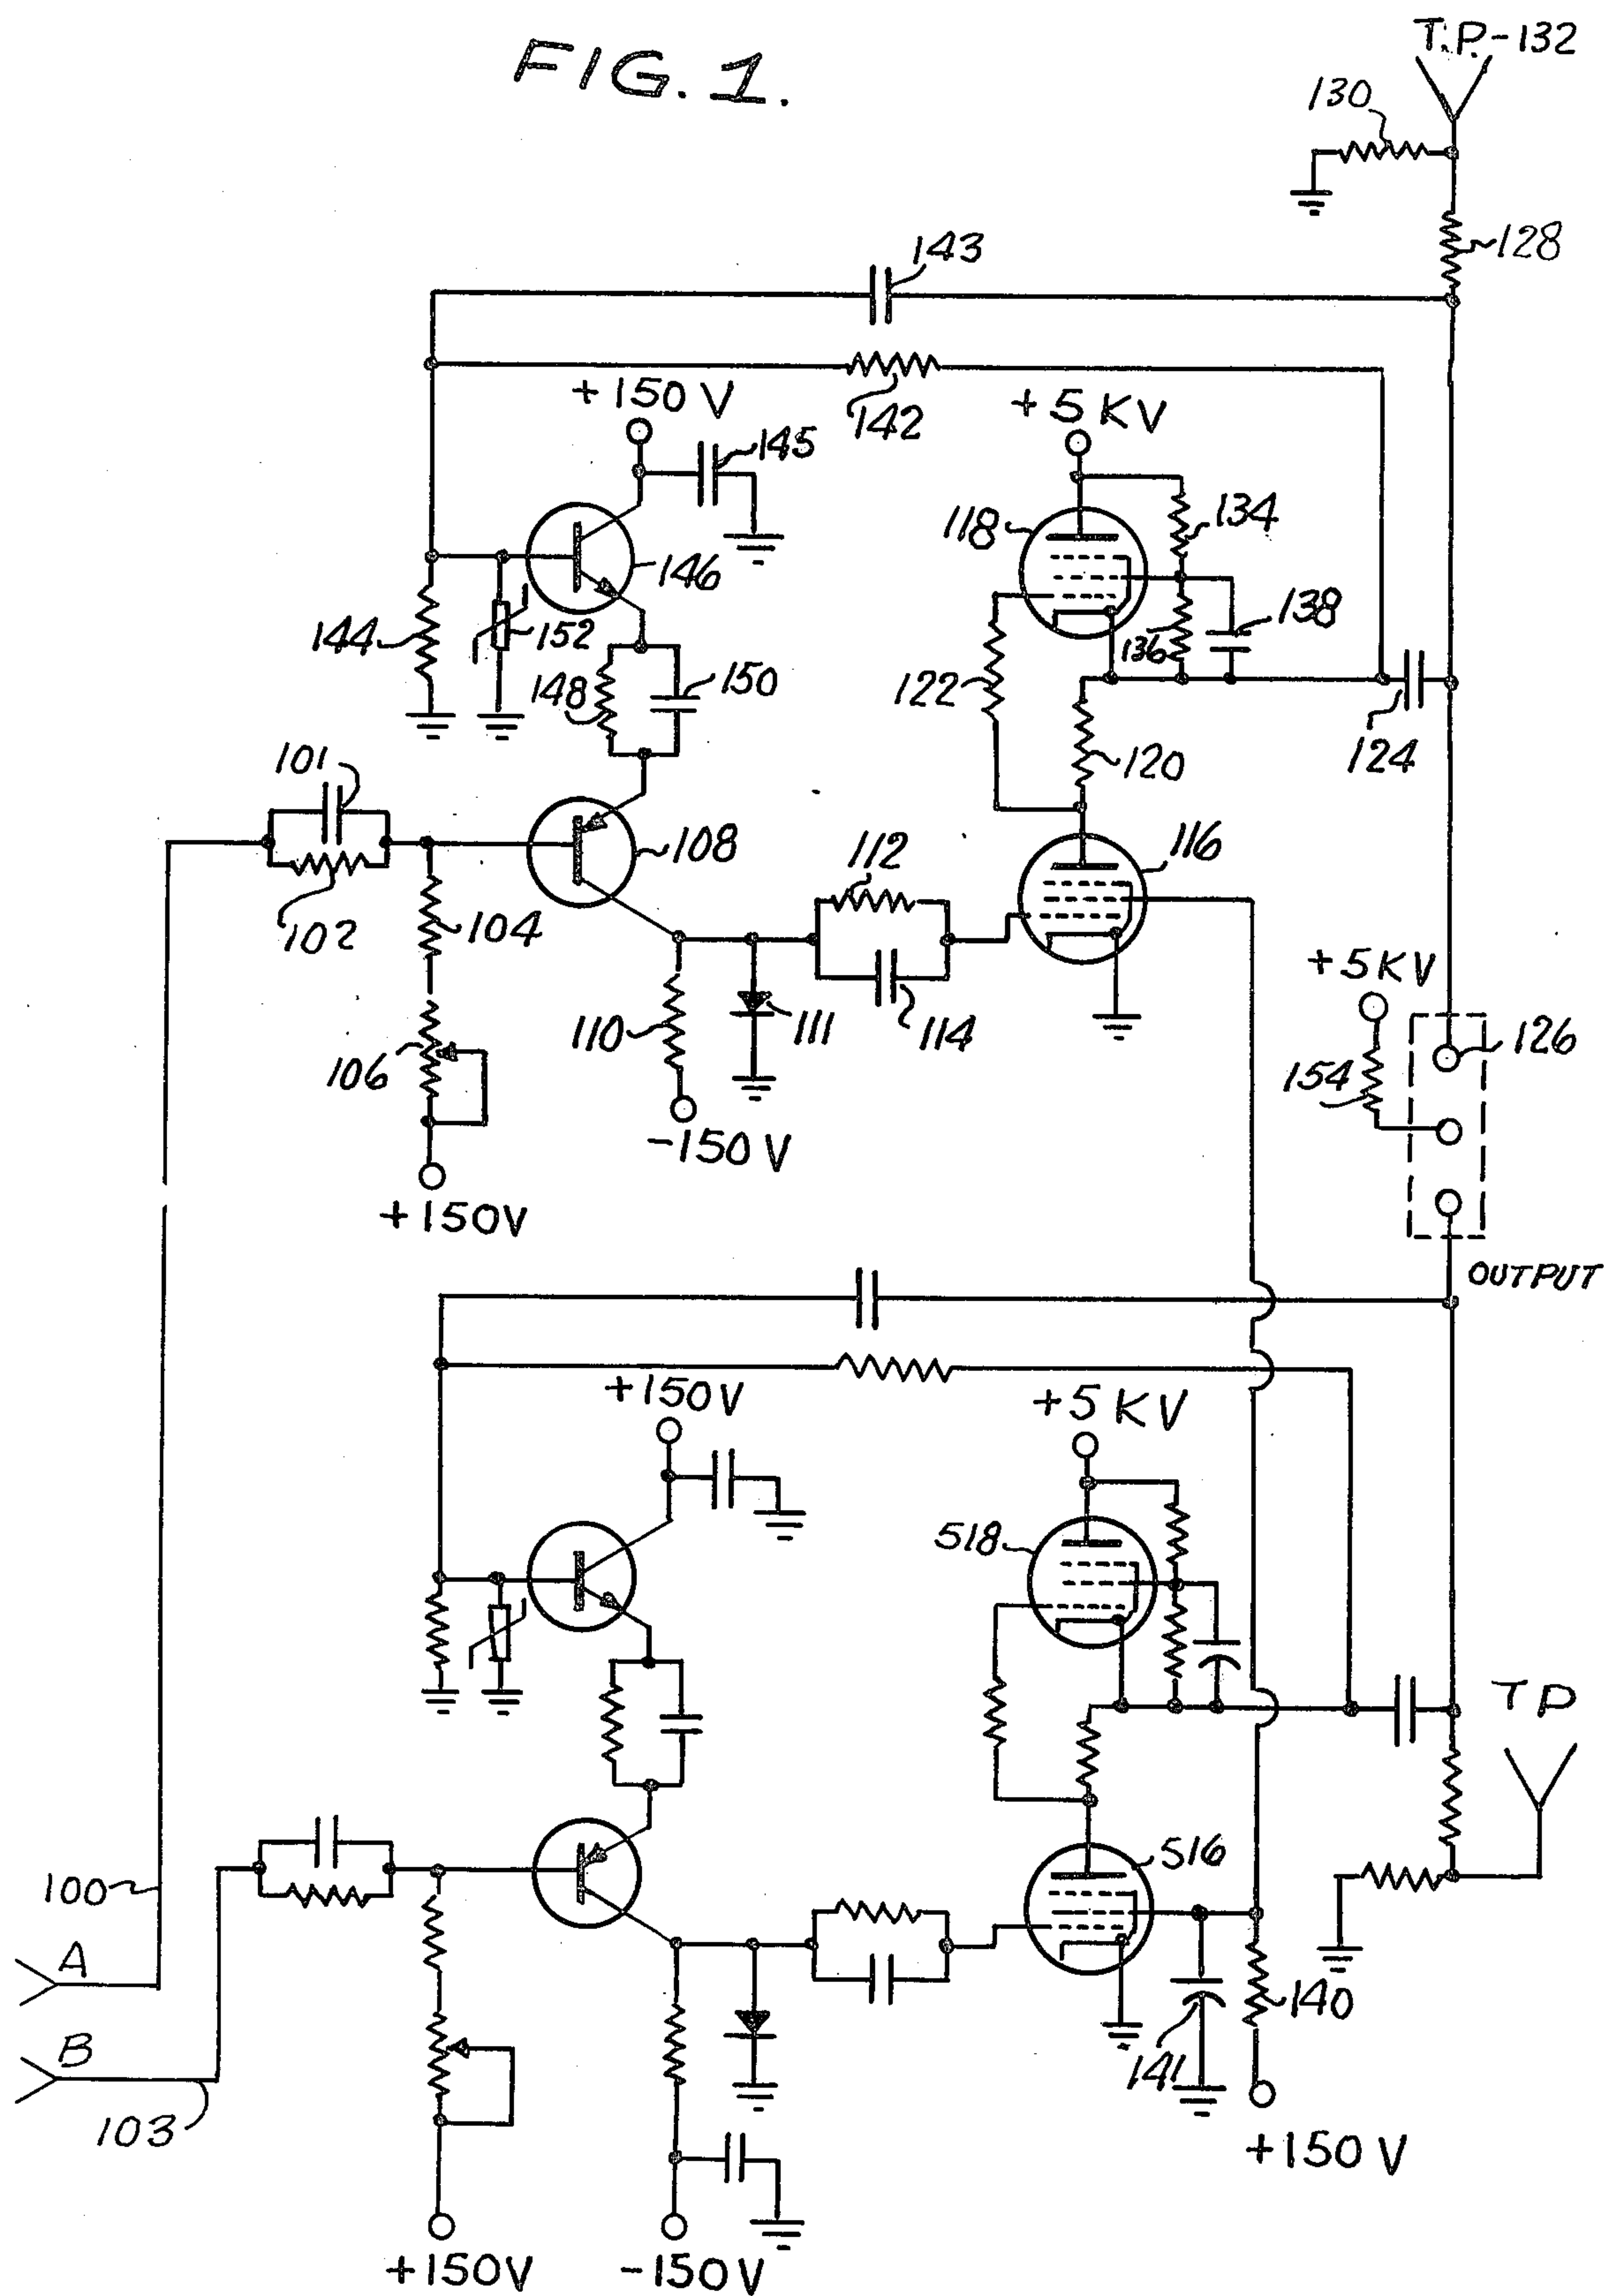 FIG. 1.
T.P.-132
130
128
143
142
+150 V
145
+5 KV
118
134
146
144
152
138
136
148
150
122
120
124
101
108
112
116
102
104
+5KV
110
111
114
126
106
154
-150 V
+150V
OUTPUT
+150V
+5 KV
518
TP
516
100
A
140
B
141
103
+150 V
+150V
-150V